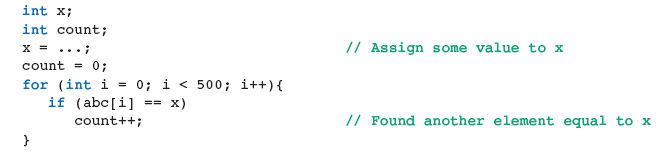 int x;
int count;
x = ...; // Assign some value to x
count = 0;
for (int i = 0; i < 500; i++){
   if (abc[i] == x)
      count++; // Found another element equal to x
}